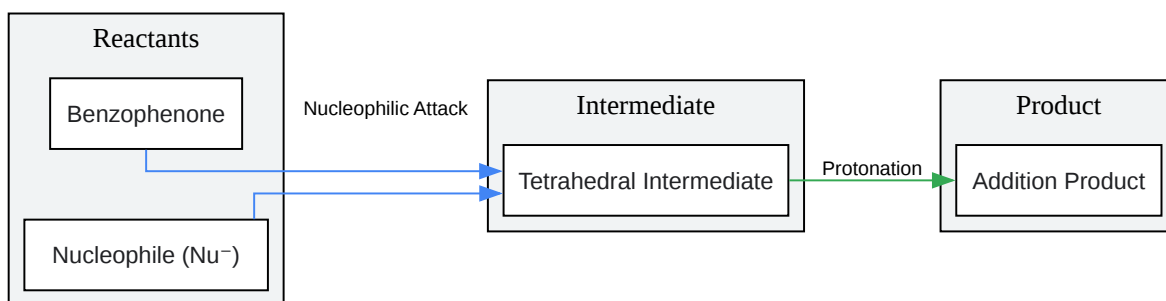 Reactants
Benzophenone
Nucleophile (Nu⁻)
Nucleophilic Attack
Intermediate
Tetrahedral Intermediate
Protonation
Product
Addition Product